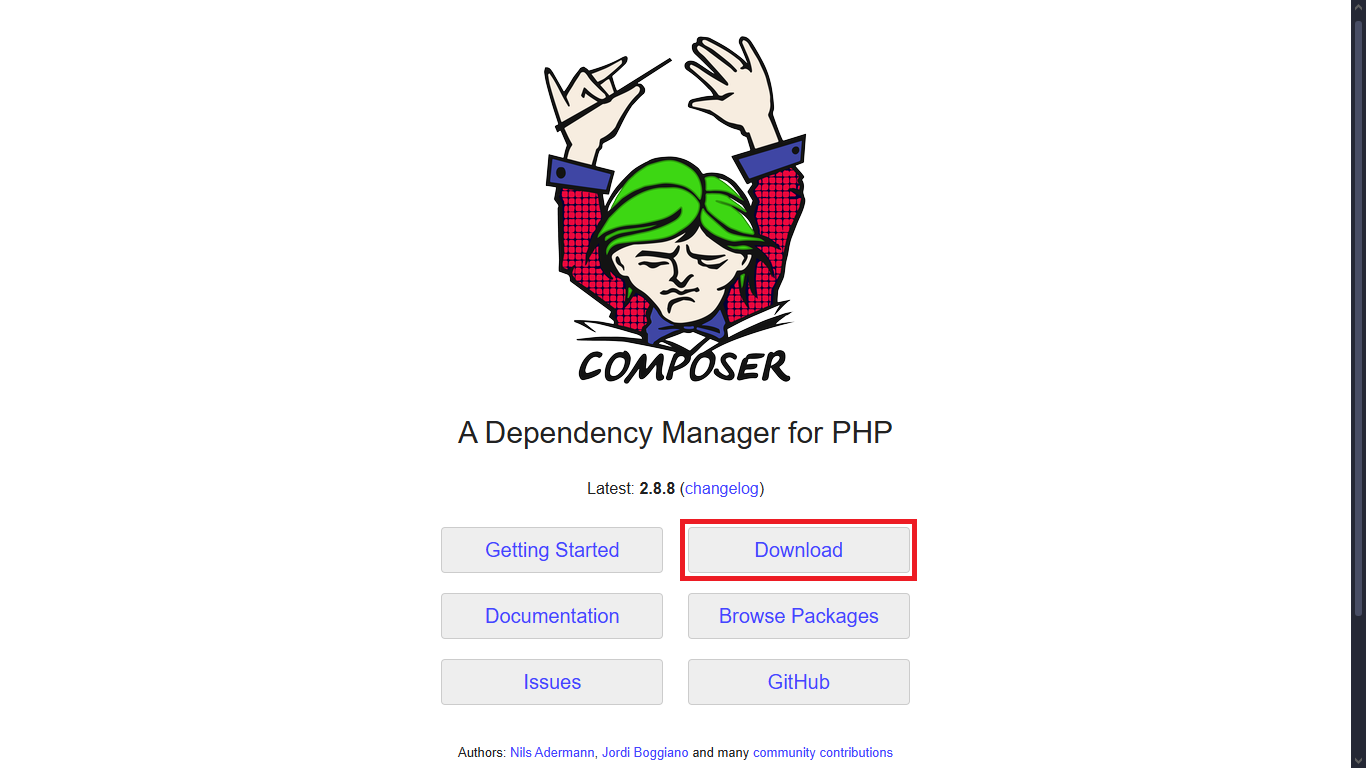 COMPOSER
A Dependency Manager for PHP
Latest: 2.8.8 (changelog)
Getting Started
Download
Documentation
Browse Packages
Issues
GitHub
Authors: Nils Adermann, Jordi Boggiano and many community contributions